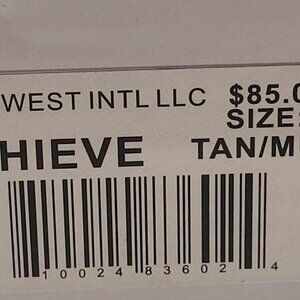 WEST INTL LLC $85.0
SIZE:
HIEVE TAN/M
10024 83602 4